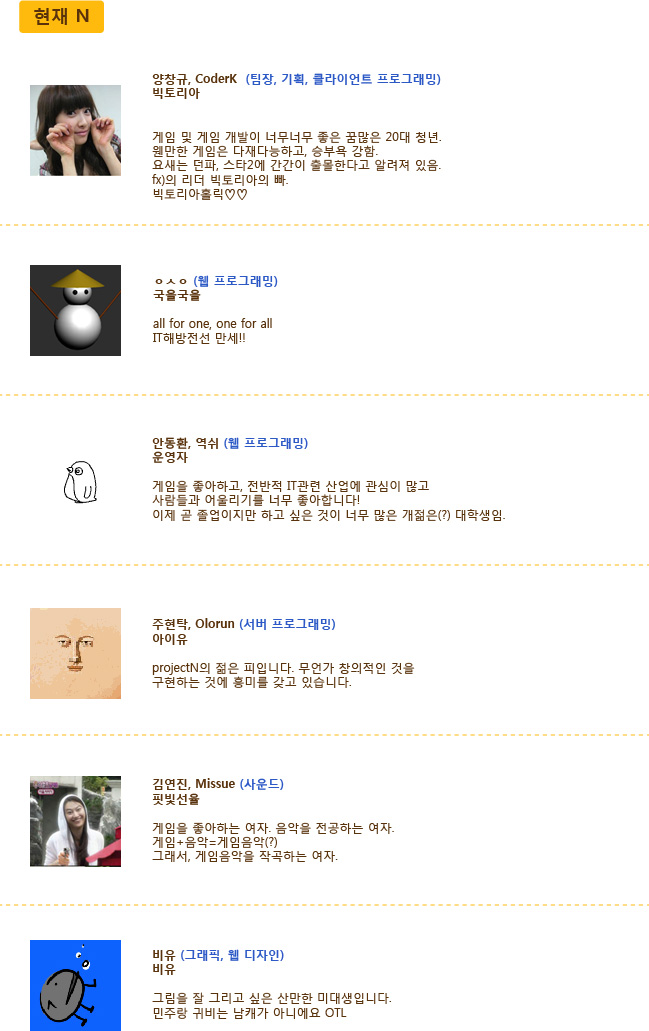 현재 N
양창규, CoderK (팀장, 기획, 클라이언트 프로그래밍)
빅토리아
게임 및 게임 개발이 너무너무 좋은 꿈많은 20대 청년.
웬만한 게임은 다재다능하고, 승부욕 강함.
요새는 던파, 스타2에 간간이 출몰한다고 알려져 있음.
fx)의 리더 빅토리아의 빠.
빅토리아홀릭♡♡
ㅇㅅㅇ (웹 프로그래밍)
국을국을
all for one, one for all
IT해방전선 만세!!
안통환, 역쉬 (웹 프로그래밍)
운영자
게임을 좋아하고, 전반적 IT관련 산업에 관심이 많고
사람들과 어울리기를 너무 좋아합니다!
이제 곧 졸업이지만 하고 싶은 것이 너무 많은 개젊은(?) 대학생임.
주현탁, Olorun (서버 프로그래밍)
아이유
projectN의 젊은 피입니다. 무언가 창의적인 것을
구현하는 것에 흥미를 갖고 있습니다.
김연진, Missue (사운드)
핏빛선율
게임을 좋아하는 여자. 음악을 전공하는 여자.
게임+음악=게임음악(?)
그래서, 게임음악을 작곡하는 여자.
비유 (그래픽, 웹 디자인)
비유
그림을 잘 그리고 싶은 산만한 미대생입니다.
민주랑 귀비는 남캐가 아니에요 OTL